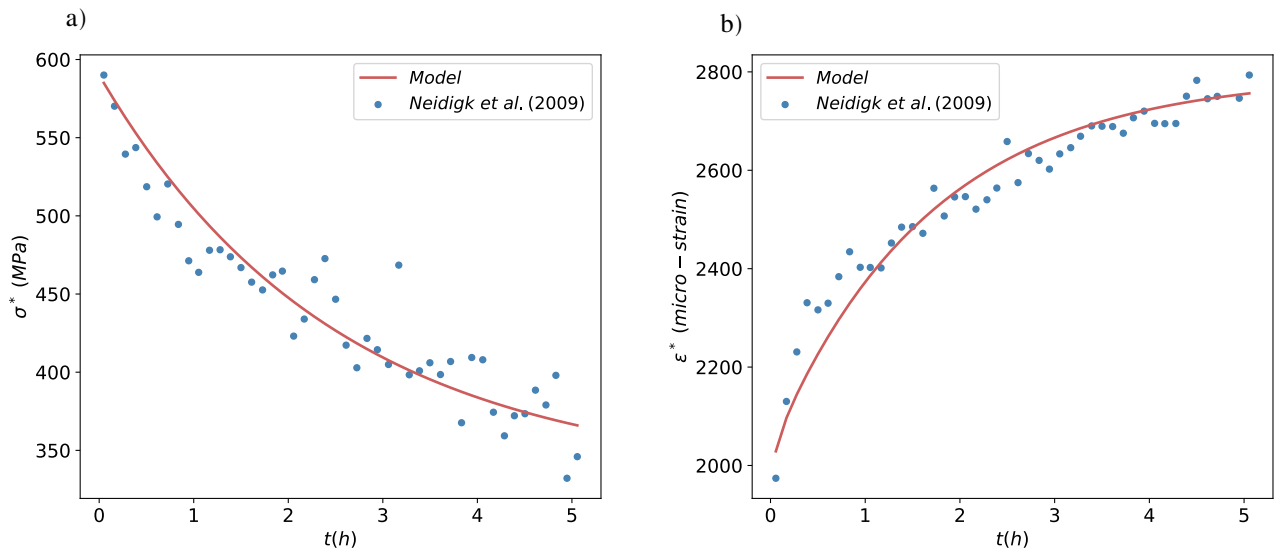 a)
600
550
500
450
400
350
σ* (MPa)
0 1 2 3 4 5
t(h)
Model
Neidigk et al. (2009)
b)
2800
2600
2400
2200
2000
ε* (micro − strain)
0 1 2 3 4 5
t(h)
Model
Neidigk et al. (2009)